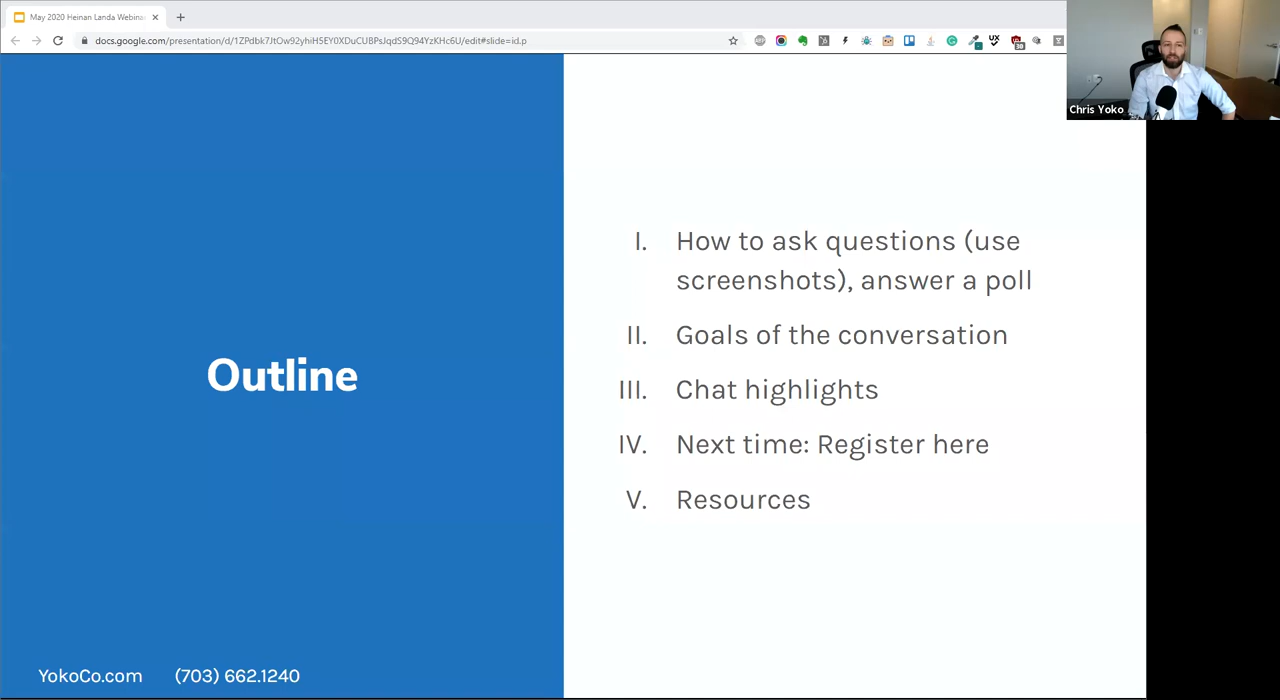 May 2020 Heinan Landa Webina
docs.google.com/presentation/d/1ZPdbk7JtOw92yhiH5EY0XDuCUBPsJqdS9Q94YzKHc6U/edit#slide=id.p
Chris Yoko
Outline
I. How to ask questions (use
screenshots), answer a poll
II. Goals of the conversation
III. Chat highlights
IV. Next time: Register here
V. Resources
YokoCo.com (703) 662.1240